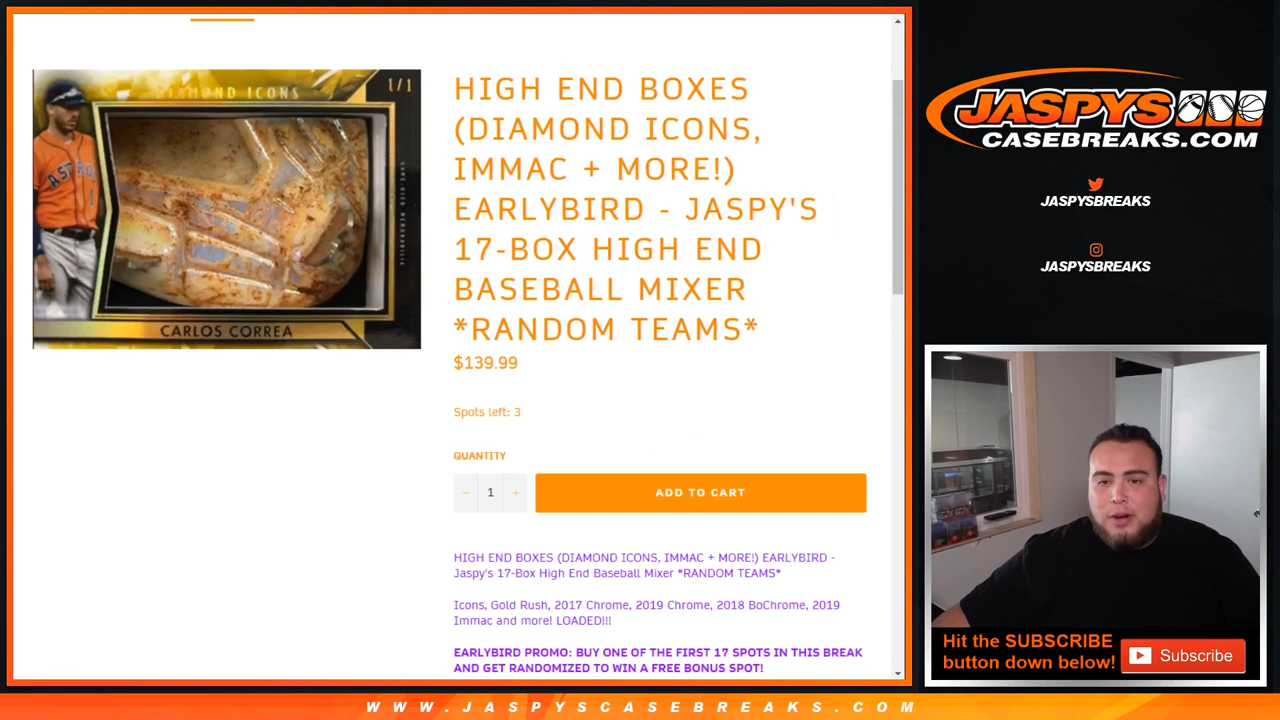 DIAMOND ICONS
1/1
ASTROS
CARLOS CORREA
HIGH END BOXES
(DIAMOND ICONS,
IMMAC + MORE!)
EARLYBIRD - JASPY'S
17-BOX HIGH END
BASEBALL MIXER
*RANDOM TEAMS*
$139.99
Spots left: 3
QUANTITY
− 1 +
ADD TO CART
HIGH END BOXES (DIAMOND ICONS, IMMAC + MORE!) EARLYBIRD -
Jaspy's 17-Box High End Baseball Mixer *RANDOM TEAMS*
Icons, Gold Rush, 2017 Chrome, 2019 Chrome, 2018 BoChrome, 2019
Immac and more! LOADED!!!
EARLYBIRD PROMO: BUY ONE OF THE FIRST 17 SPOTS IN THIS BREAK
AND GET RANDOMIZED TO WIN A FREE BONUS SPOT!
JASPYS
CASEBREAKS.COM
JASPYSBREAKS
JASPYSBREAKS
Hit the SUBSCRIBE
button down below!
Subscribe
WWW.JASPYSCASEBREAKS.COM